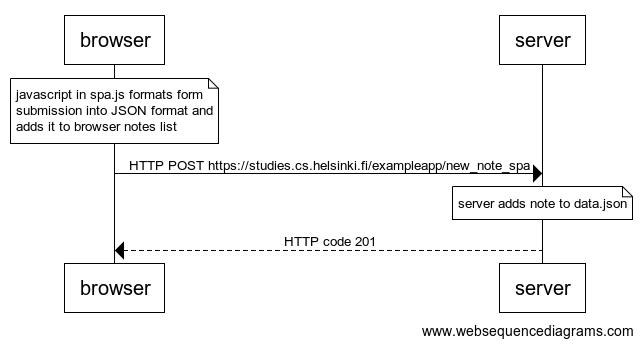 browser
server
javascript in spa.js formats form
submission into JSON format and
adds it to browser notes list
HTTP POST https://studies.cs.helsinki.fi/exampleapp/new_note_spa
server adds note to data.json
HTTP code 201
browser
server
www.websequencediagrams.com